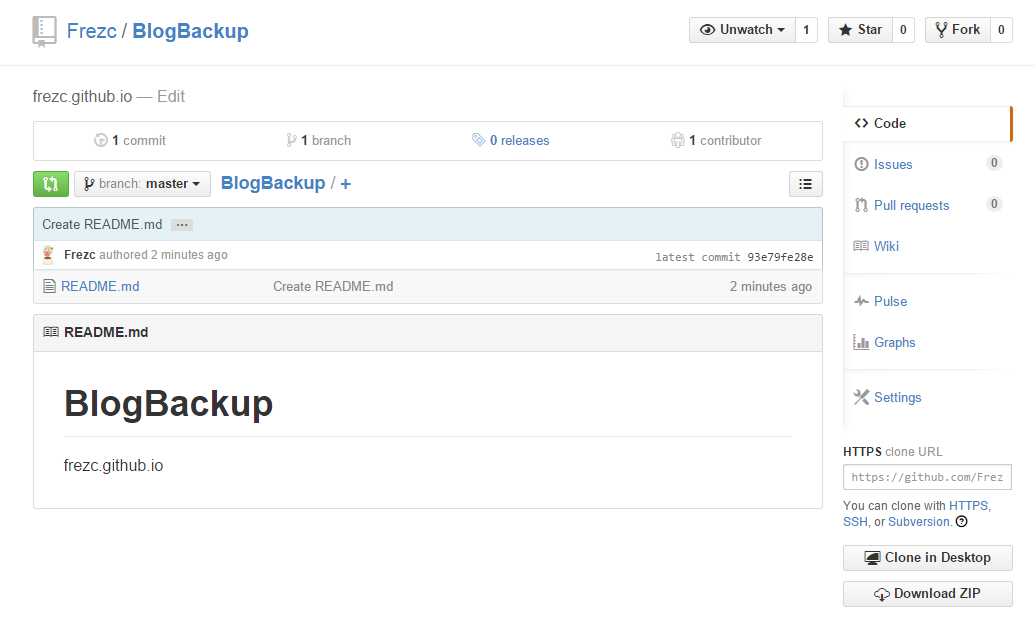 Frezc / BlogBackup
Unwatch 1
Star 0
Fork 0
frezc.github.io — Edit
1 commit
1 branch
0 releases
1 contributor
branch: master
BlogBackup / +
Create README.md ...
Frezc authored 2 minutes ago
latest commit 93e79fe28e
README.md Create README.md 2 minutes ago
README.md
BlogBackup
frezc.github.io
Code
Issues 0
Pull requests 0
Wiki
Pulse
Graphs
Settings
HTTPS clone URL
https://github.com/Frez
You can clone with HTTPS,
SSH, or Subversion.
Clone in Desktop
Download ZIP